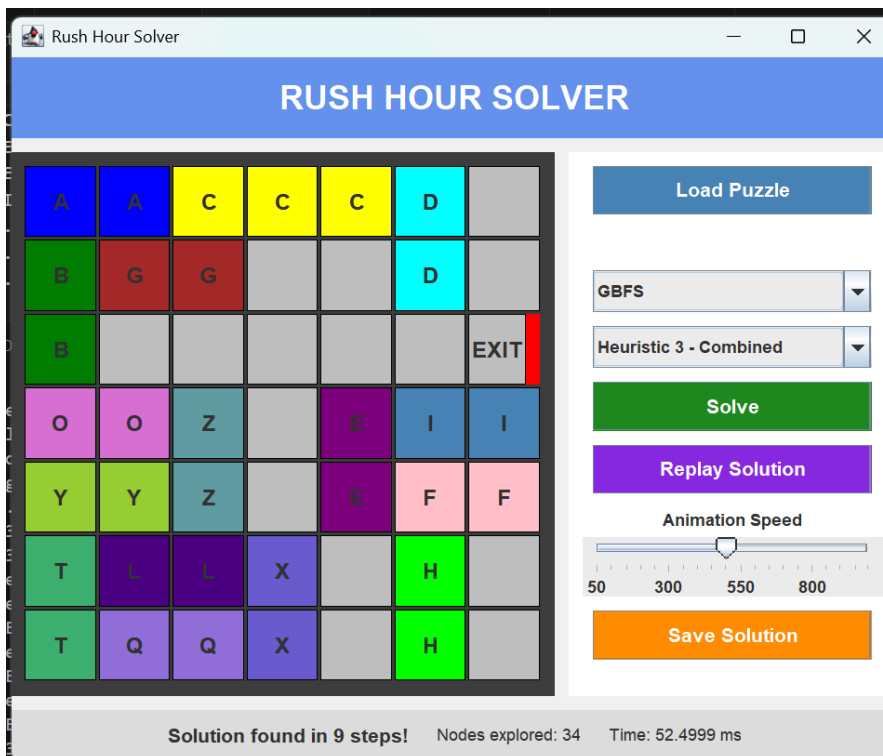 Rush Hour Solver
RUSH HOUR SOLVER
A A C C C D
B G G D
B EXIT
O O Z E I I
Y Y Z E F F
T L L X H
T Q Q X H
Load Puzzle
GBFS
Heuristic 3 - Combined
Solve
Replay Solution
Animation Speed
50 300 550 800
Save Solution
Solution found in 9 steps! Nodes explored: 34 Time: 52.4999 ms